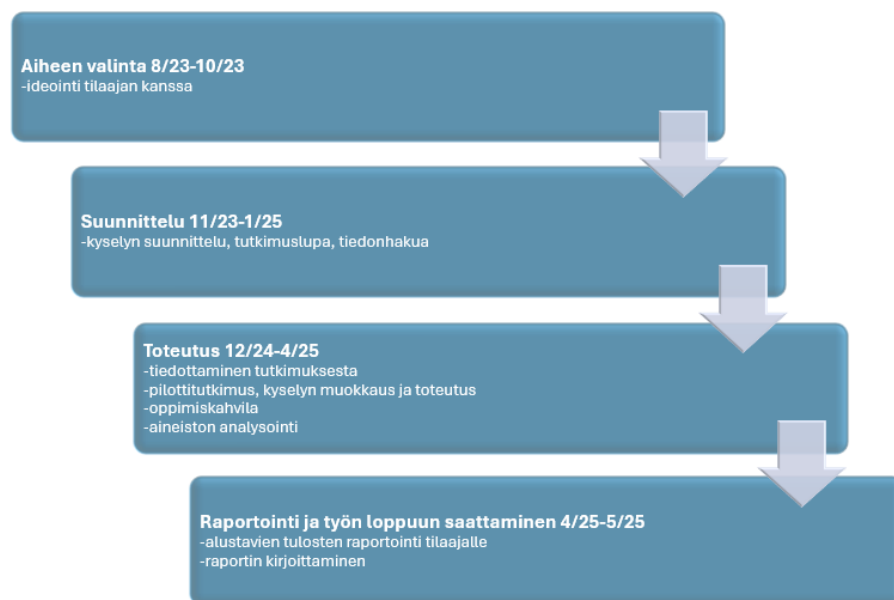 Aiheen valinta 8/23-10/23
-ideointi tilaajan kanssa
Suunnittelu 11/23-1/25
-kyselyn suunnittelu, tutkimuslupa, tiedonhakua
Toteutus 12/24-4/25
-tiedottaminen tutkimuksesta
-pilottitutkimus, kyselyn muokkaus ja toteutus
-oppimiskahvila
-aineiston analysointi
Raportointi ja työn loppuun saattaminen 4/25-5/25
-alustavien tulosten raportointi tilaajalle
-raportin kirjoittaminen